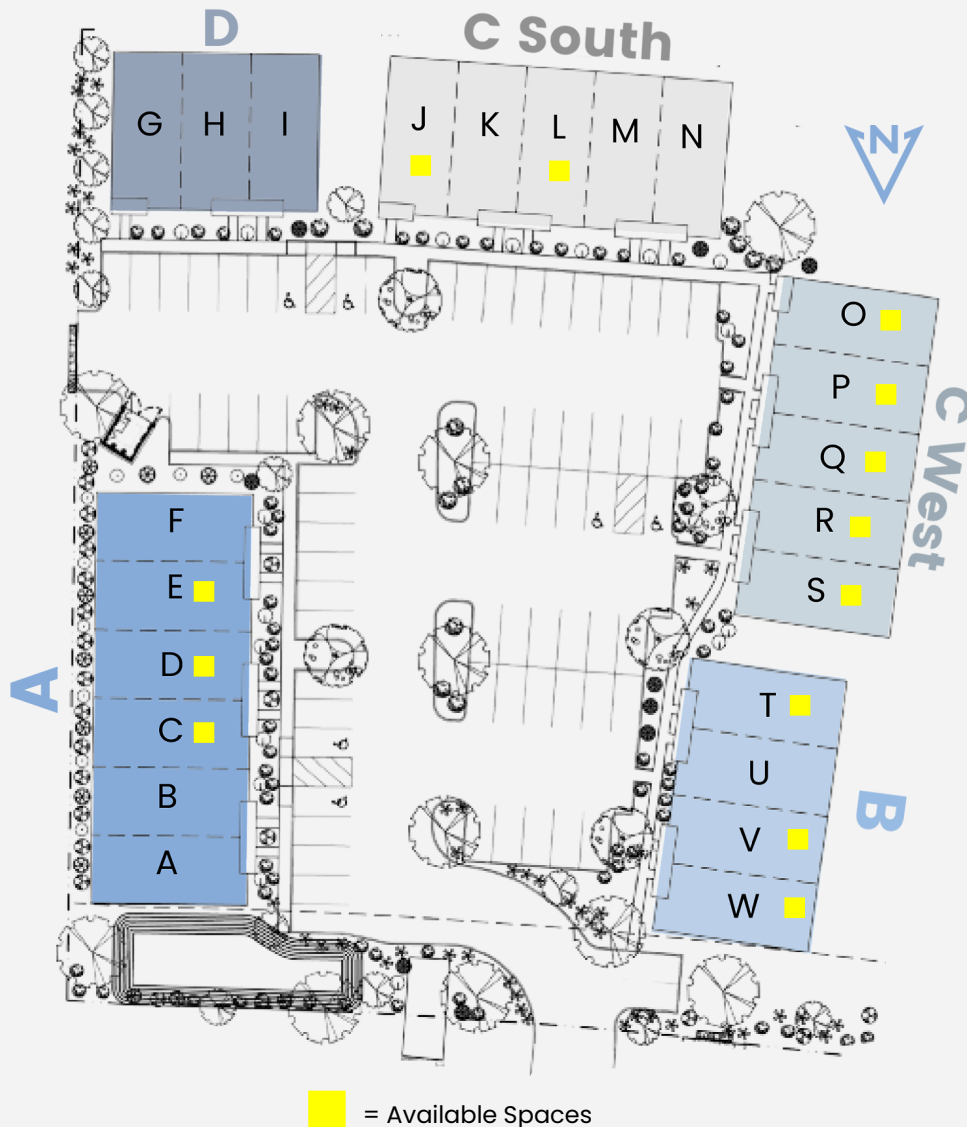 D
C South
G H I
J K L M N
N
O
P
Q
R
S
C West
F
E
D
C
B
A
A
T
U
V
W
B
= Available Spaces